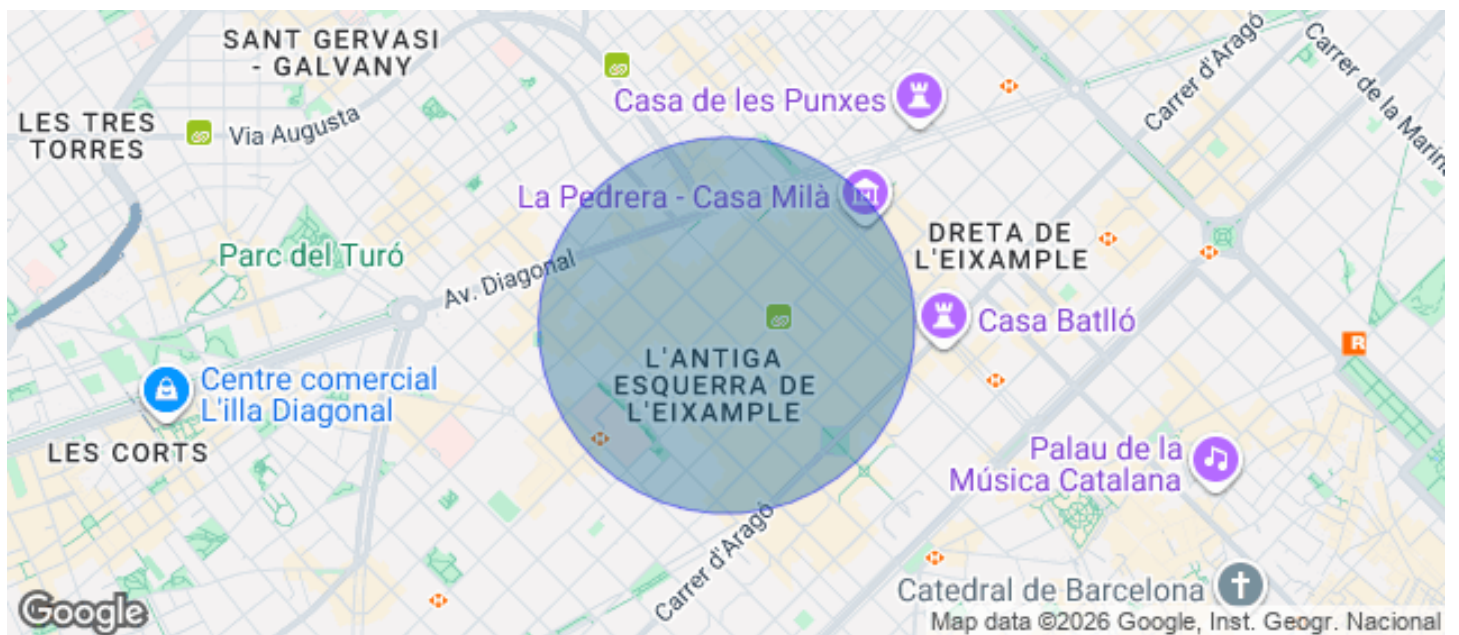 SANT GERVASI
- GALVANY
Casa de les Punxes
Carrer d'Aragó
Carrer de la Marina
LES TRES
TORRES
Via Augusta
La Pedrera - Casa Milà
DRETA DE
L'EIXAMPLE
Parc del Turó
Av. Diagonal
Casa Batlló
R
L'ANTIGA
ESQUERRA DE
L'EIXAMPLE
Centre comercial
L'illa Diagonal
LES CORTS
Palau de la
Música Catalana
Carrer d'Aragó
Catedral de Barcelona
Google
Map data ©2026 Google, Inst. Geogr. Nacional